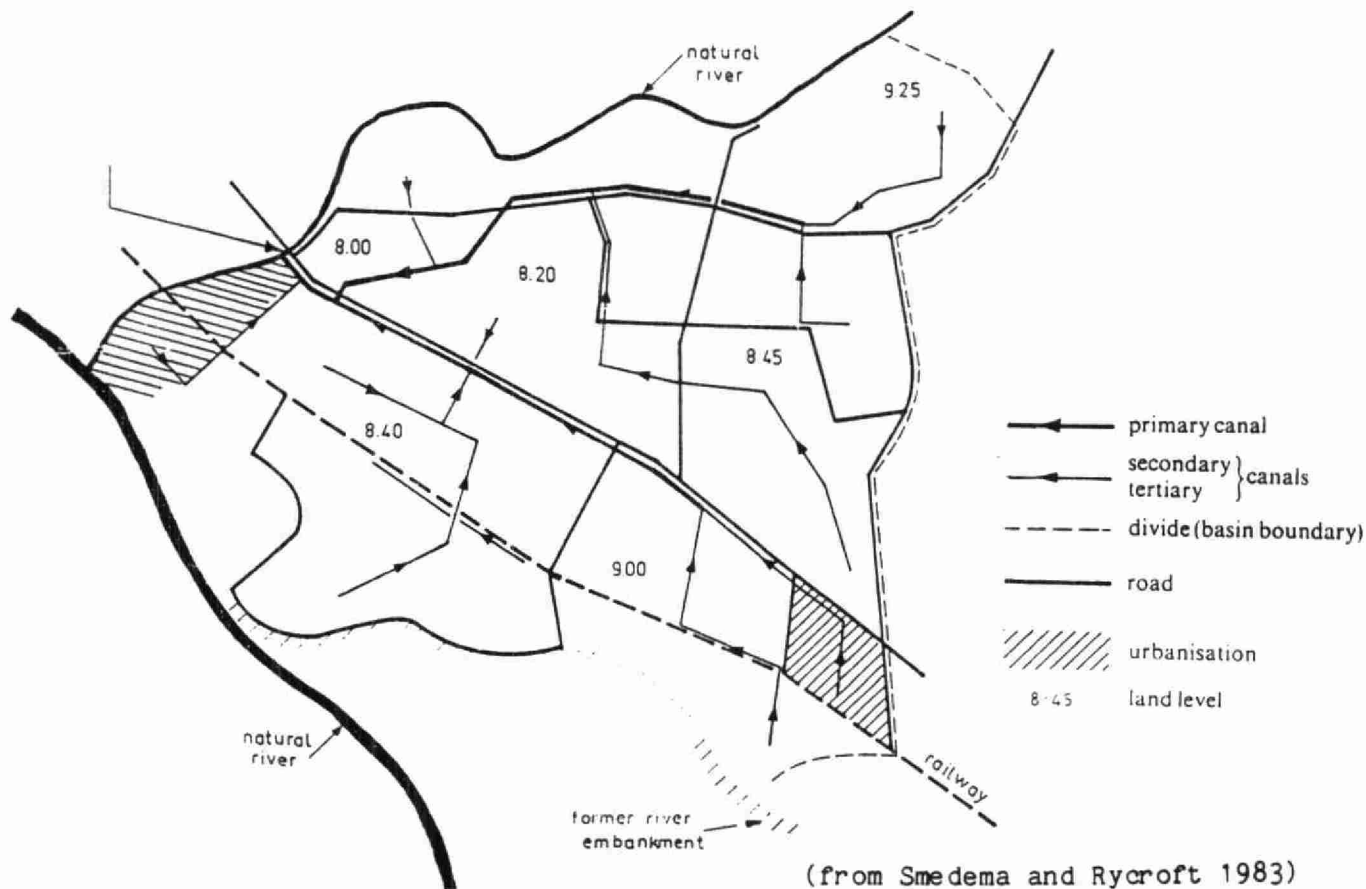 natural
river
9.25
8.00
8.20
8.45
8.40
9.00
primary canal
secondary } canals
tertiary
divide (basin boundary)
road
urbanisation
8·45 land level
natural
river
railway
former river
embankment
(from Smedema and Rycroft 1983)